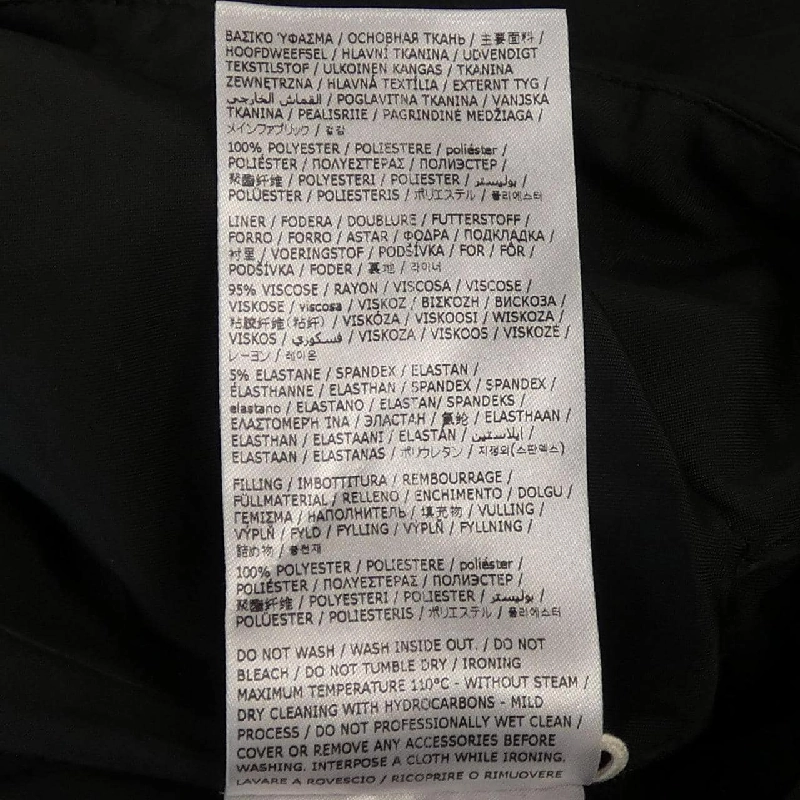 ΒΑΣΙΚΌ ΎΦΑΣΜΑ / ОСНОВНАЯ ТКАНЬ / 主要面料 /
HOOFDWEEFSEL / HLAVNÍ TKANINA / UDVENDIGT
TEKSTILSTOF / ULKOINEN KANGAS / TKANINA
ZEWNĘTRZNA / HLAVNÁ TEXTÍLIA / EXTERNT TYG /
القماش الخارجي / POGLAVITNA TKANINA / VANJSKA
TKANINA / PEALISRIIE / PAGRINDINĖ MEDŽIAGA /
メインファブリック / 겉감
100% POLYESTER / POLIESTERE / poliéster /
POLIÉSTER / ΠΟΛΥΕΣΤΕΡΑΣ / ПОЛИЭСТЕР /
聚酯纤维 / POLYESTERI / POLIESTER / بوليستر /
POLÜESTER / POLIESTERIS / ポリエステル / 폴리에스터
LINER / FODERA / DOUBLURE / FUTTERSTOFF /
FORRO / FORRO / ASTAR / ΦΟΔΡΑ / ПОДКЛАДКА /
衬里 / VOERINGSTOF / PODŠÍVKA / FOR / FÔR /
PODŠÍVKA / FODER / 裏地 / 라이너
95% VISCOSE / RAYON / VISCOSA / VISCOSE /
VISKOSE / viscosa / VISKOZ / ΒΙΣΚΌΖΗ / ВИСКОЗА /
粘胶纤维(粘纤) / VISKÓZA / VISKOOSI / WISKOZA /
VISKOS / فسكوزي / VISKOZA / VISKOOS / VISKOZĖ /
レーヨン / 레이온
5% ELASTANE / SPANDEX / ELASTAN /
ÉLASTHANNE / ELASTHAN / SPANDEX / SPANDEX /
elastano / ELASTANO / ELASTAN/ SPANDEKS /
ΕΛΑΣΤΟΜΕΡΉ ΊΝΑ / ЭЛАСТАН / 氨纶 / ELASTHAAN /
ELASTHAN / ELASTAANI / ELASTAN / ايلاستين /
ELASTAAN / ELASTANAS / ポリウレタン / 지정외(스판덱스)
FILLING / IMBOTTITURA / REMBOURRAGE /
FÜLLMATERIAL / RELLENO / ENCHIMENTO / DOLGU /
ΓΕΜΙΣΜΑ / НАПОЛНИТЕЛЬ / 填充物 / VULLING /
VÝPLŇ / FYLD / FYLLING / VÝPLŇ / FYLLNING /
詰め物 / 충전재
100% POLYESTER / POLIESTERE / poliéster /
POLIÉSTER / ΠΟΛΥΕΣΤΕΡΑΣ / ПОЛИЭСТЕР /
聚酯纤维 / POLYESTERI / POLIESTER / بوليستر /
POLÜESTER / POLIESTERIS / ポリエステル / 폴리에스터
DO NOT WASH / WASH INSIDE OUT. / DO NOT
BLEACH / DO NOT TUMBLE DRY / IRONING
MAXIMUM TEMPERATURE 110°C - WITHOUT STEAM /
DRY CLEANING WITH HYDROCARBONS - MILD
PROCESS / DO NOT PROFESSIONALLY WET CLEAN /
COVER OR REMOVE ANY ACCESSORIES BEFORE
WASHING. INTERPOSE A CLOTH WHILE IRONING.
LAVARE A ROVESCIO / RICOPRIRE O RIMUOVERE